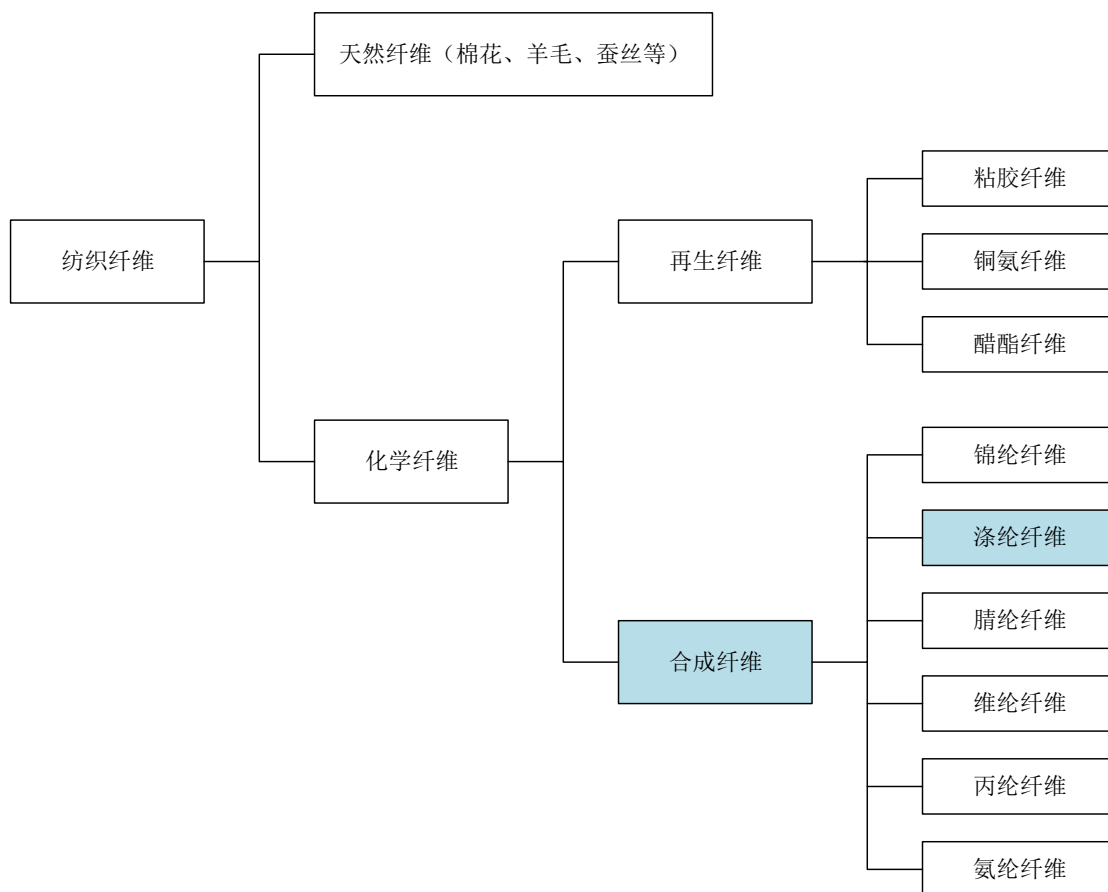 天然纤维（棉花、羊毛、蚕丝等）
粘胶纤维
纺织纤维
再生纤维
铜氨纤维
醋酯纤维
化学纤维
锦纶纤维
涤纶纤维
腈纶纤维
合成纤维
维纶纤维
丙纶纤维
氨纶纤维